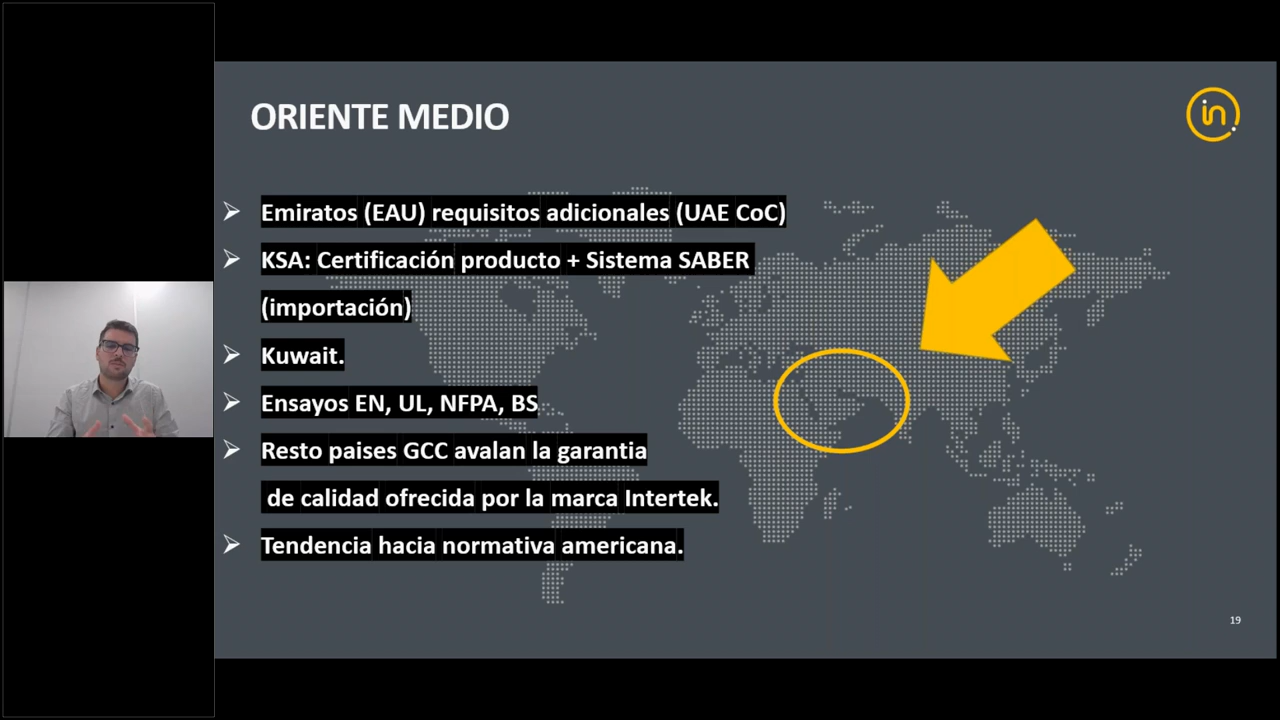 ORIENTE MEDIO
in
Emiratos (EAU) requisitos adicionales (UAE CoC)
KSA: Certificación producto + Sistema SABER
(importación)
Kuwait.
Ensayos EN, UL, NFPA, BS
Resto paises GCC avalan la garantia
de calidad ofrecida por la marca Intertek.
Tendencia hacia normativa americana.
19